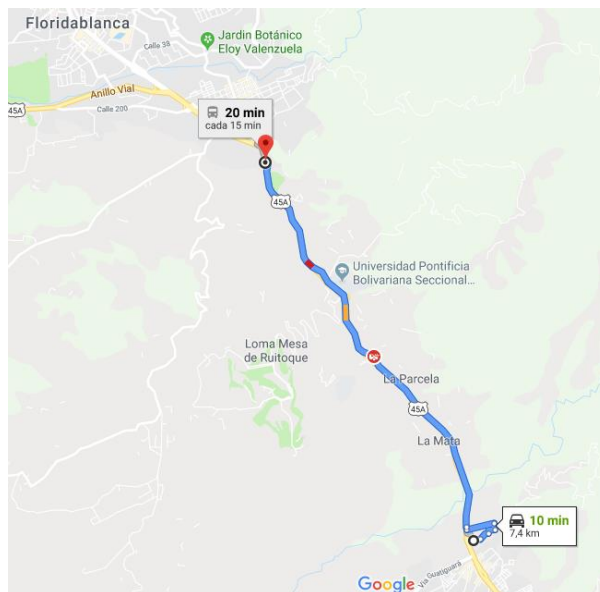 Floridablanca
Calle 38
Jardín Botánico
Eloy Valenzuela
Anillo Vial
45A
Calle 200
20 min
cada 15 min
45A
Universidad Pontificia
Bolivariana Seccional...
Loma Mesa
de Ruitoque
La Parcela
45A
La Mata
10 min
7,4 km
Vía Guatiguará
Google